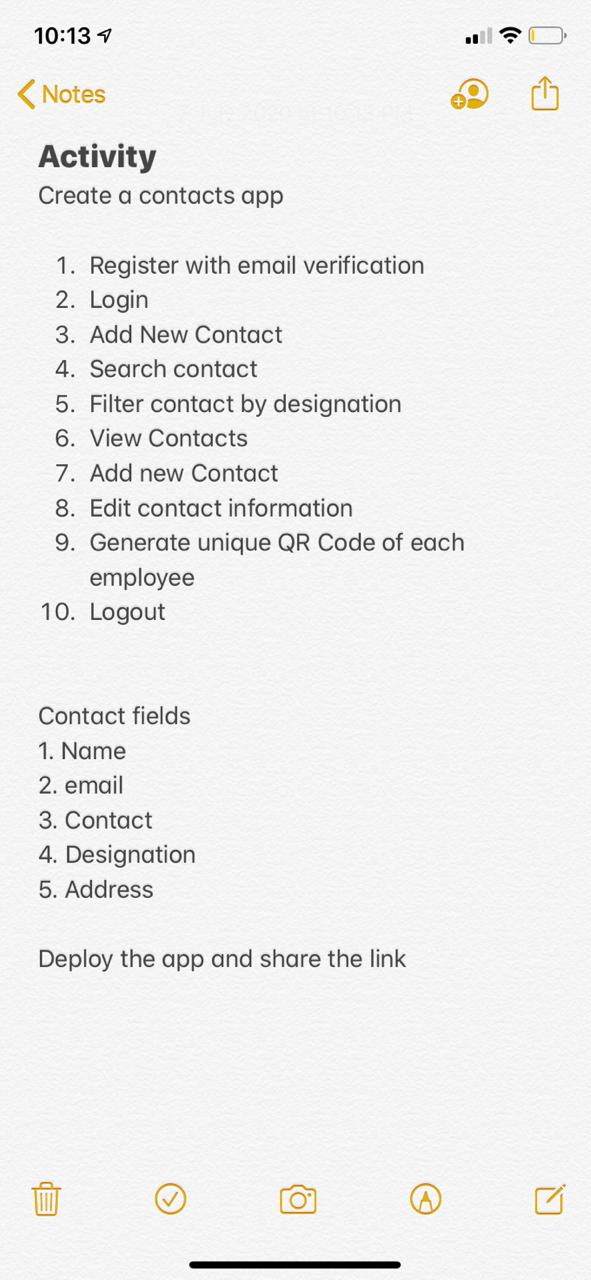 10:13
Notes
Activity
Create a contacts app
1. Register with email verification
2. Login
3. Add New Contact
4. Search contact
5. Filter contact by designation
6. View Contacts
7. Add new Contact
8. Edit contact information
9. Generate unique QR Code of each
employee
10. Logout
Contact fields
1. Name
2. email
3. Contact
4. Designation
5. Address
Deploy the app and share the link